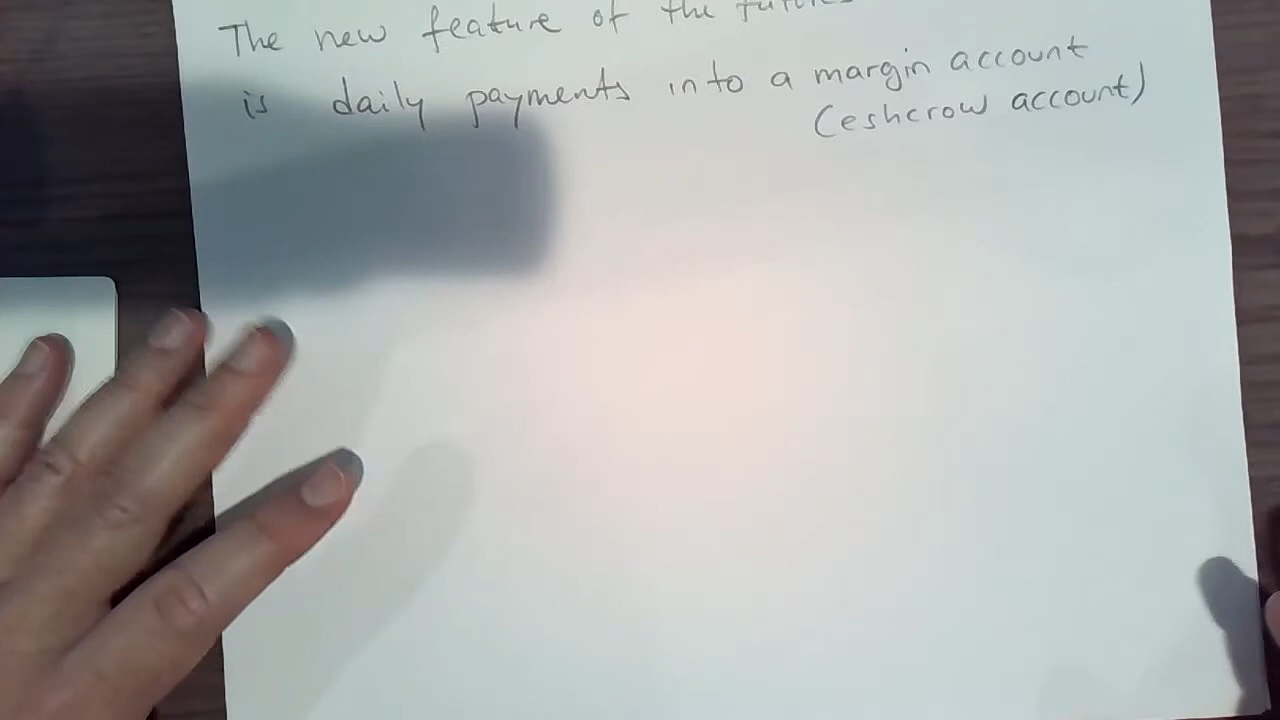 The new feature of the
is daily payments into a margin account
(eshcrow account)